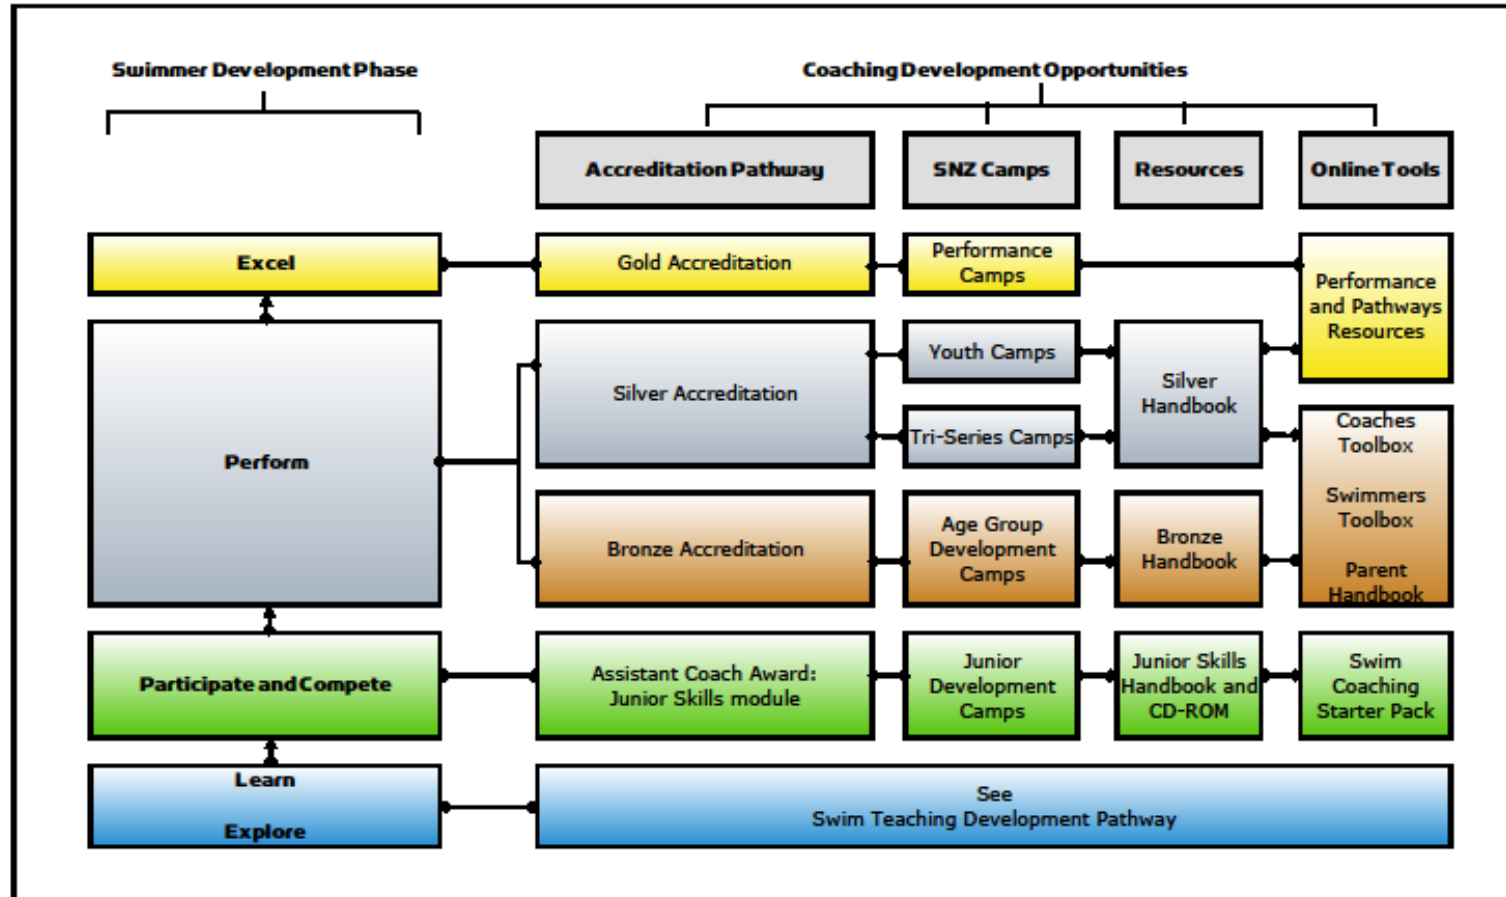 Swimmer Development Phase
Coaching Development Opportunities
Accreditation Pathway
SNZ Camps
Resources
Online Tools
Excel
Gold Accreditation
Performance
Camps
Performance
and Pathways
Resources
Perform
Silver Accreditation
Youth Camps
Tri-Series Camps
Silver
Handbook
Coaches
Toolbox
Swimmers
Toolbox
Parent
Handbook
Bronze Accreditation
Age Group
Development
Camps
Bronze
Handbook
Participate and Compete
Assistant Coach Award:
Junior Skills module
Junior
Development
Camps
Junior Skills
Handbook and
CD-ROM
Swim
Coaching
Starter Pack
Learn
Explore
See
Swim Teaching Development Pathway